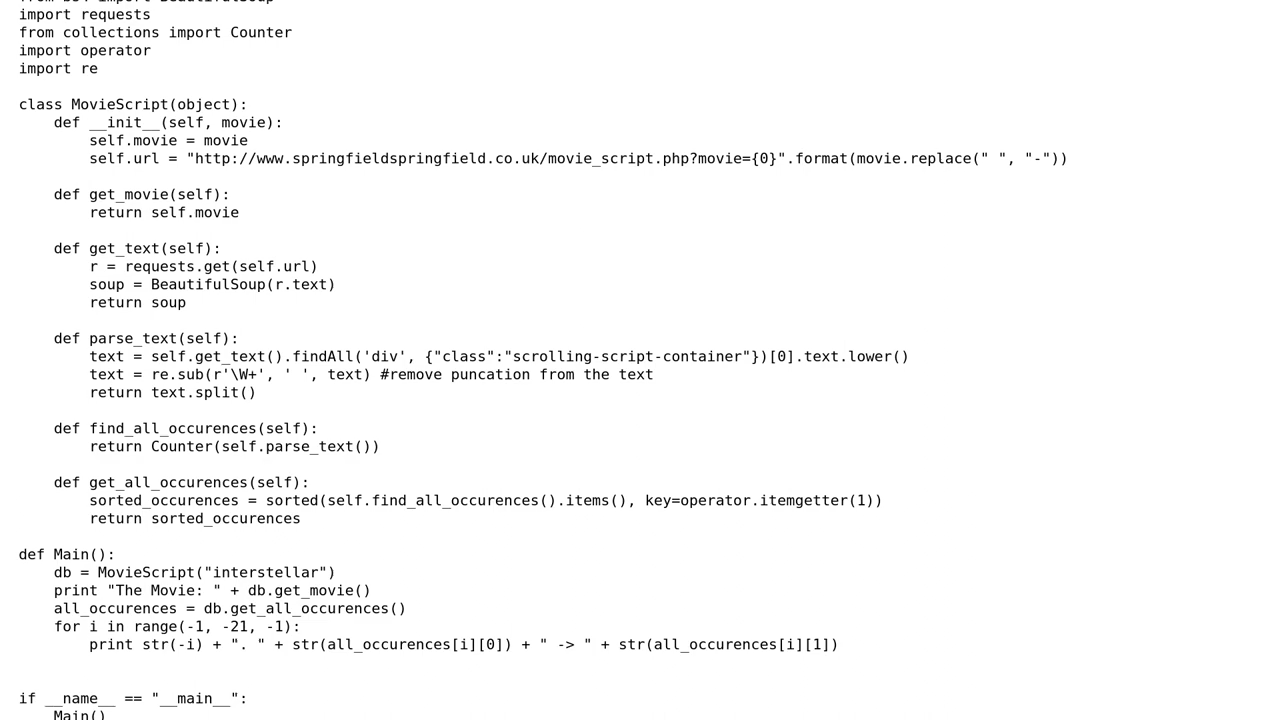 from bs4 import BeautifulSoup
import requests
from collections import Counter
import operator
import re

class MovieScript(object):
    def __init__(self, movie):
        self.movie = movie
        self.url = "http://www.springfieldspringfield.co.uk/movie_script.php?movie={0}".format(movie.replace(" ", "-"))

    def get_movie(self):
        return self.movie

    def get_text(self):
        r = requests.get(self.url)
        soup = BeautifulSoup(r.text)
        return soup

    def parse_text(self):
        text = self.get_text().findAll('div', {"class":"scrolling-script-container"})[0].text.lower()
        text = re.sub(r'\W+', ' ', text) #remove puncation from the text
        return text.split()

    def find_all_occurences(self):
        return Counter(self.parse_text())

    def get_all_occurences(self):
        sorted_occurences = sorted(self.find_all_occurences().items(), key=operator.itemgetter(1))
        return sorted_occurences

def Main():
    db = MovieScript("interstellar")
    print "The Movie: " + db.get_movie()
    all_occurences = db.get_all_occurences()
    for i in range(-1, -21, -1):
        print str(-i) + ". " + str(all_occurences[i][0]) + " -> " + str(all_occurences[i][1])


if __name__ == "__main__":
    Main()